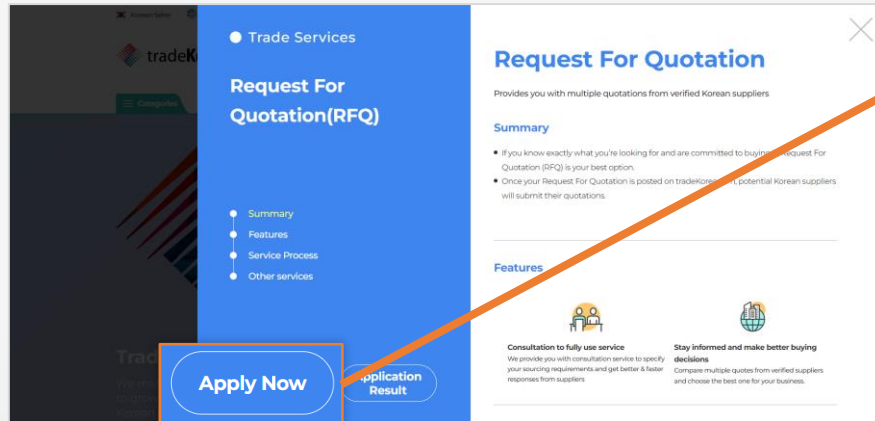 Korean Seller
tradeK
Categories
Trade Services
Request For
Quotation(RFQ)
Summary
Features
Service Process
Other services
Apply Now
pplication
Result
Trad
Request For Quotation
Provides you with multiple quotations from verified Korean suppliers
Summary
If you know exactly what you're looking for and are committed to buying Request For
Quotation (RFQ) is your best option.
Once your Request For Quotation is posted on potential Korean suppliers
will submit their quotations.
Features
Consultation to fully use service
We provide you with consultation service to specify
your sourcing requirements and get better & faster
responses from suppliers
Stay informed and make better buying
decisions
Compare multiple quotes from verified suppliers
and choose the best one for your business.